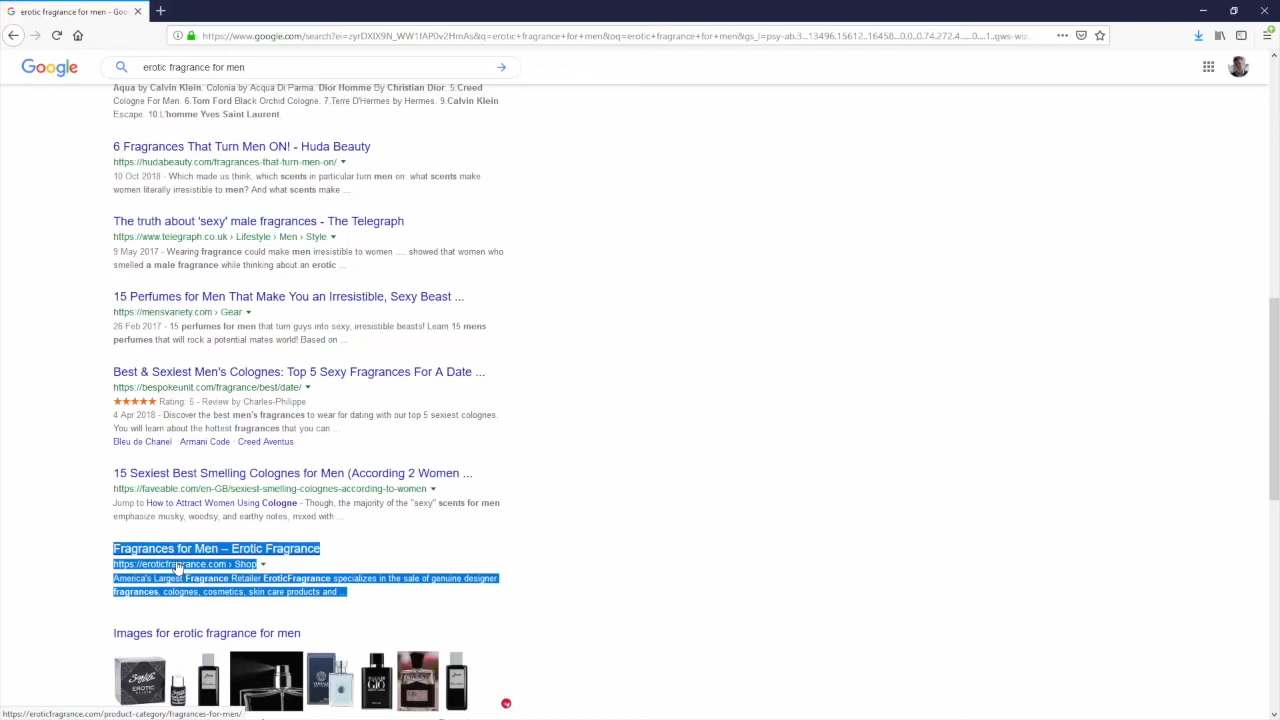 erotic fragrance for men - Goo
https://www.google.com/search?ei=zyrDXIX9N_WW1fAP0v2HmAs&q=erotic+fragrance+for+men&oq=erotic+fragrance+for+men&gs_l=psy-ab.3...13496.15612..16458...0.0..0.74.272.4......0....1..gws-wiz.
Google
erotic fragrance for men
Aqua by Calvin Klein. Colonia by Acqua Di Parma. Dior Homme By Christian Dior. 5.Creed
Cologne For Men. 6.Tom Ford Black Orchid Cologne. 7.Terre D'Hermes by Hermes. 9.Calvin Klein
Escape. 10 L'homme Yves Saint Laurent.
6 Fragrances That Turn Men ON! - Huda Beauty
https://hudabeauty.com/fragrances-that-turn-men-on/
10 Oct 2018 - Which made us think, which scents in particular turn men on: what scents make
women literally irresistible to men? And what scents make ...
The truth about 'sexy' male fragrances - The Telegraph
https://www.telegraph.co.uk › Lifestyle › Men › Style
9 May 2017 - Wearing fragrance could make men irresistible to women .... showed that women who
smelled a male fragrance while thinking about an erotic ...
15 Perfumes for Men That Make You an Irresistible, Sexy Beast ...
https://mensvariety.com › Gear
26 Feb 2017 - 15 perfumes for men that turn guys into sexy, irresistible beasts! Learn 15 mens
perfumes that will rock a potential mates world! Based on ...
Best & Sexiest Men's Colognes: Top 5 Sexy Fragrances For A Date ...
https://bespokeunit.com/fragrance/best/date/
★★★★★ Rating: 5 - Review by Charles-Philippe
4 Apr 2018 - Discover the best men's fragrances to wear for dating with our top 5 sexiest colognes.
You will learn about the hottest fragrances that you can ...
Bleu de Chanel · Armani Code · Creed Aventus
15 Sexiest Best Smelling Colognes for Men (According 2 Women ...
https://faveable.com/en-GB/sexiest-smelling-colognes-according-to-women
Jump to How to Attract Women Using Cologne - Though, the majority of the "sexy" scents for men
emphasize musky, woodsy, and earthy notes, mixed with ...
Fragrances for Men – Erotic Fragrance
https://eroticfragrance.com › Shop
America's Largest Fragrance Retailer EroticFragrance specializes in the sale of genuine designer
fragrances, colognes, cosmetics, skin care products and ...
Images for erotic fragrance for men
EROTIC
GIÒ
https://eroticfragrance.com/product-category/fragrances-for-men/